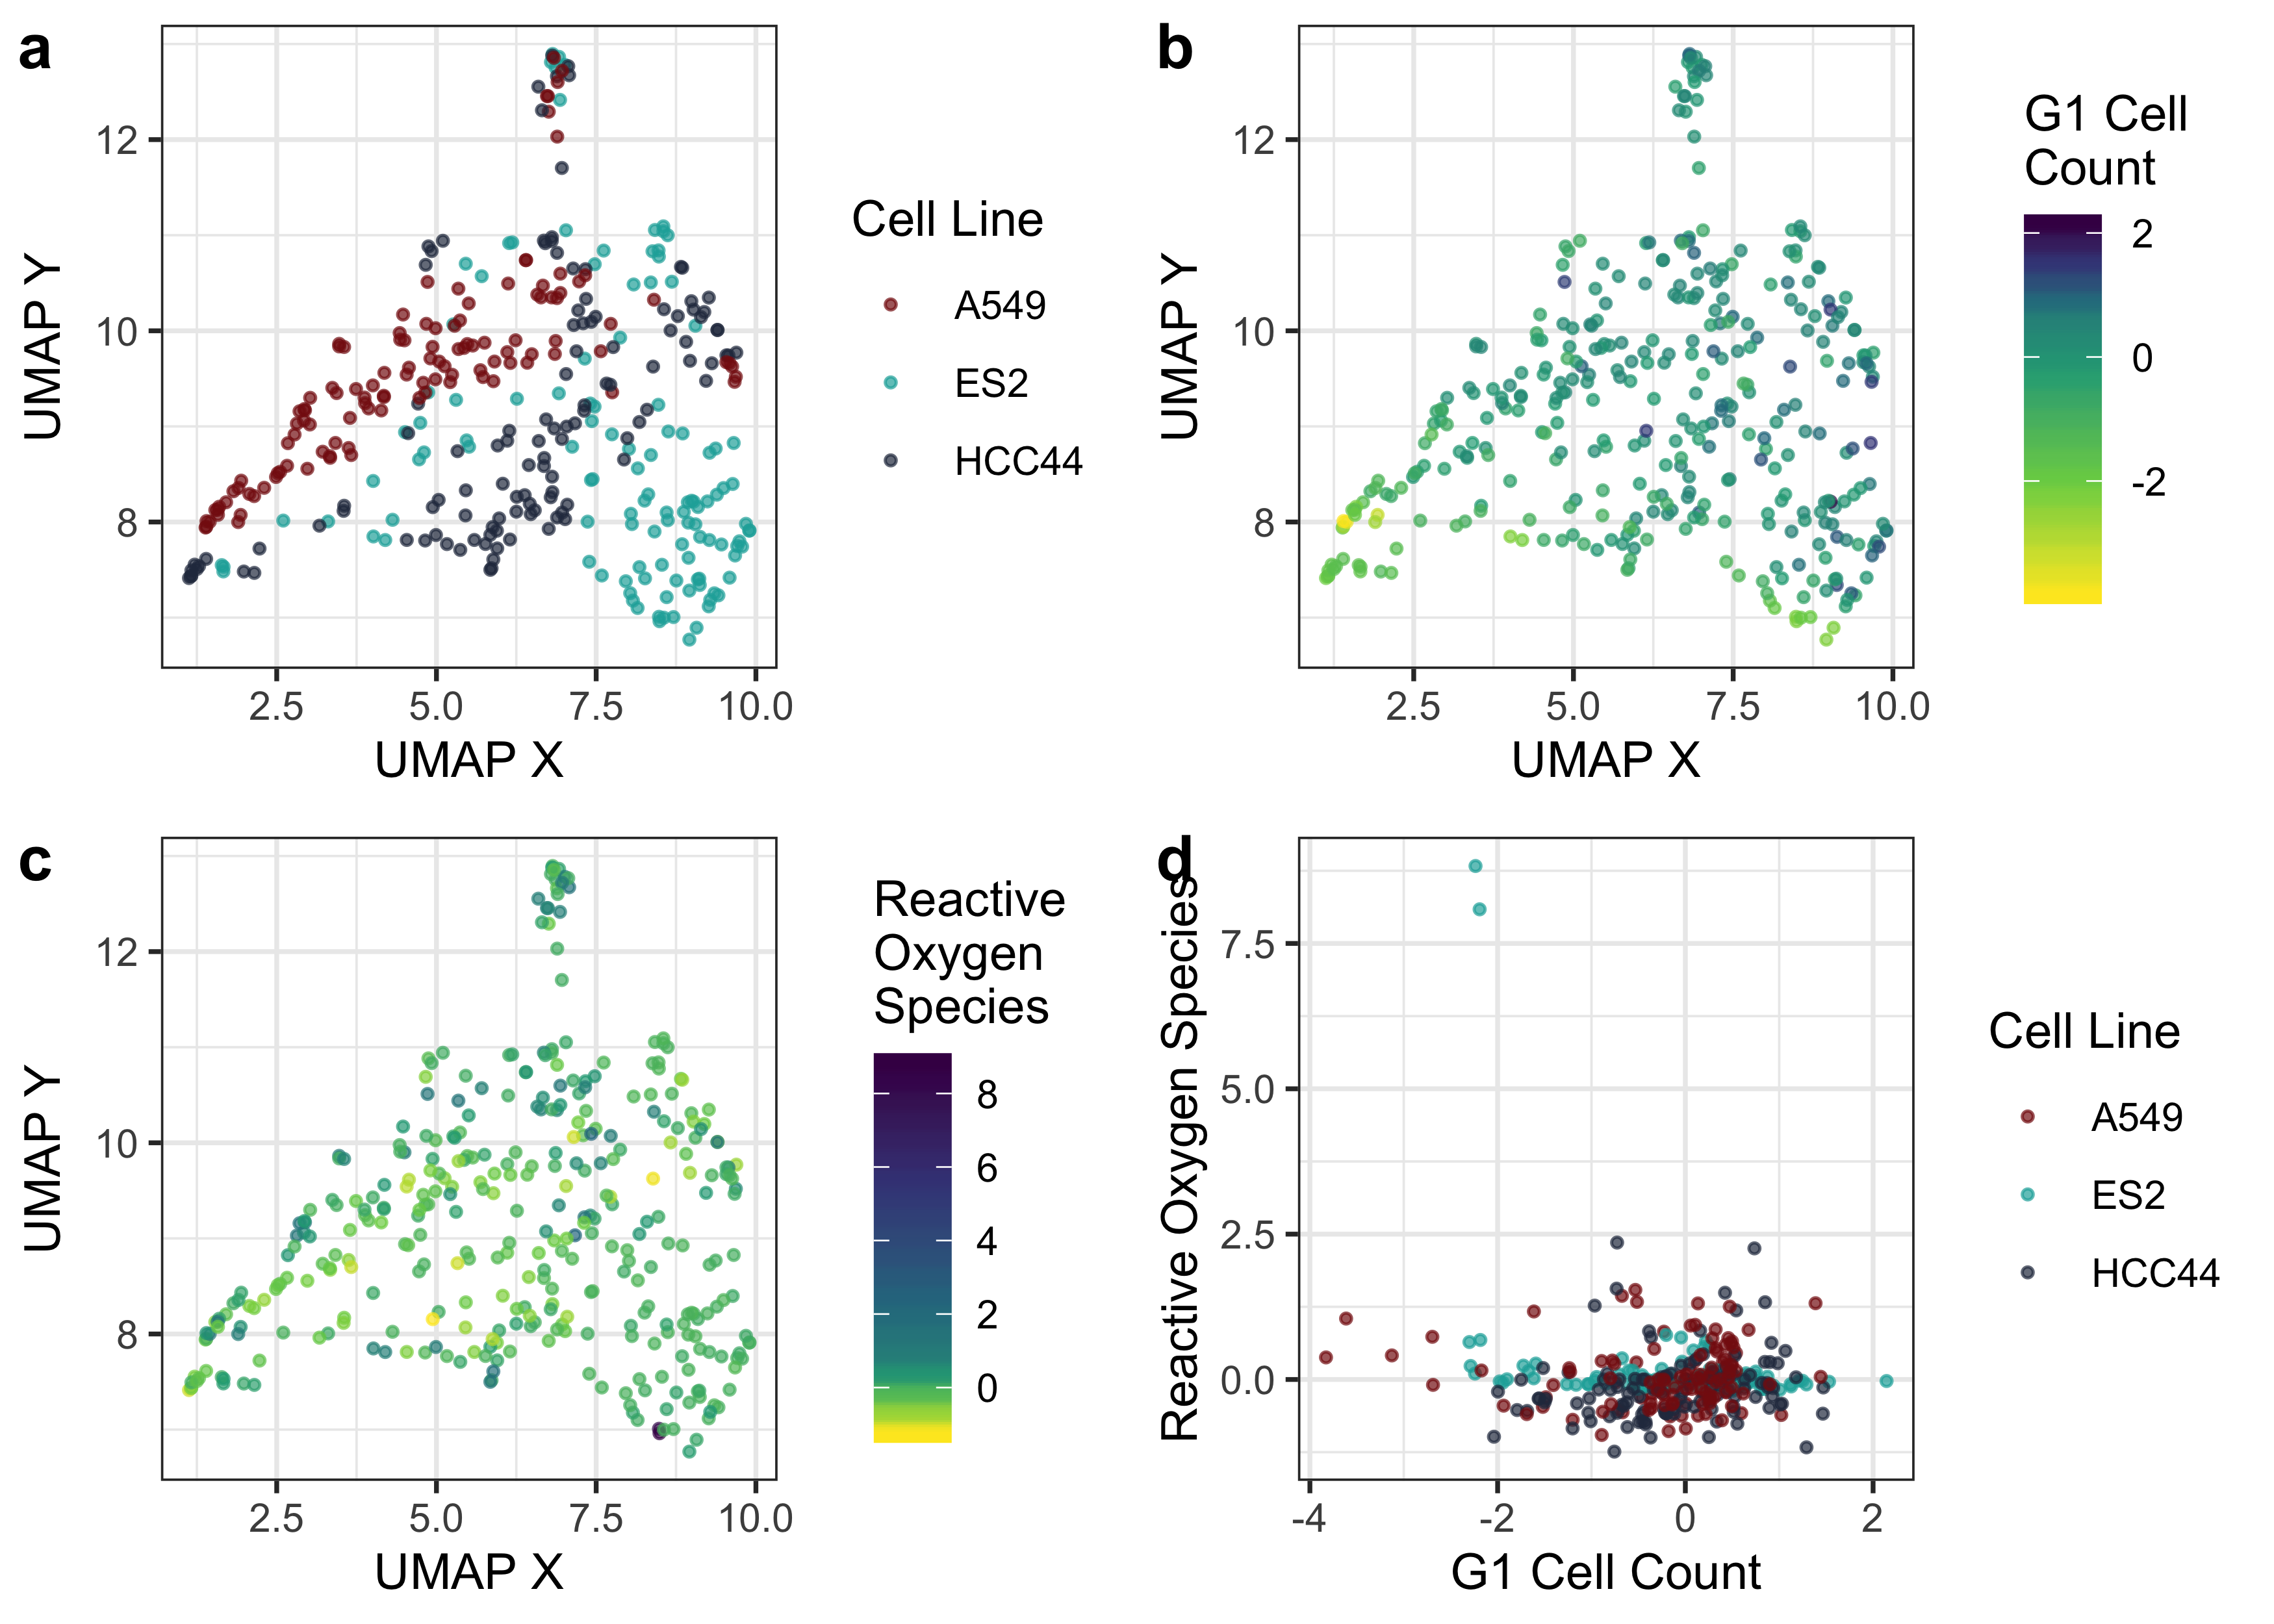 a
12
10
8
2.5 5.0 7.5 10.0
UMAP X
UMAP Y
Cell Line
A549
ES2
HCC44
b
12
10
8
2.5 5.0 7.5 10.0
UMAP X
UMAP Y
G1 Cell
Count
2
0
-2
c
12
10
8
2.5 5.0 7.5 10.0
UMAP X
UMAP Y
Reactive
Oxygen
Species
8
6
4
2
0
d
7.5
5.0
2.5
0.0
-4 -2 0 2
G1 Cell Count
Reactive Oxygen Species
Cell Line
A549
ES2
HCC44